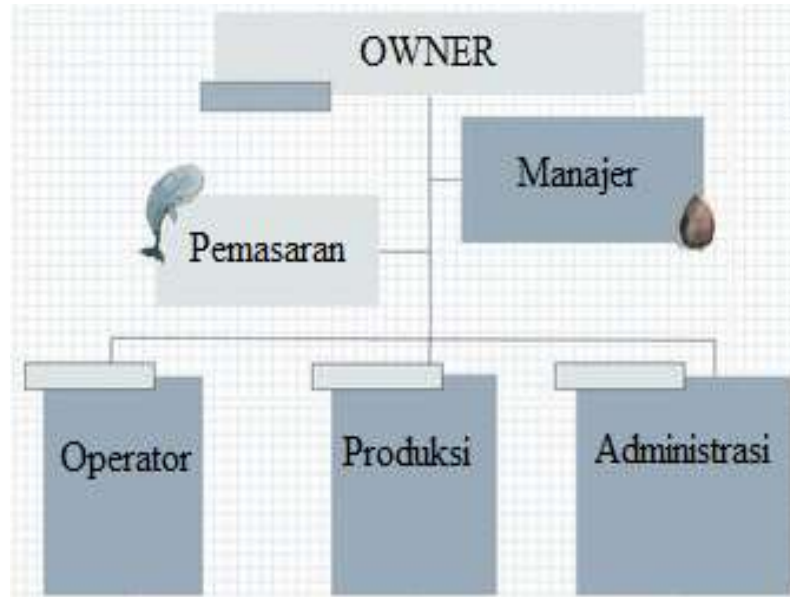 OWNER
Manajer
Pemasaran
Operator
Produksi
Administrasi